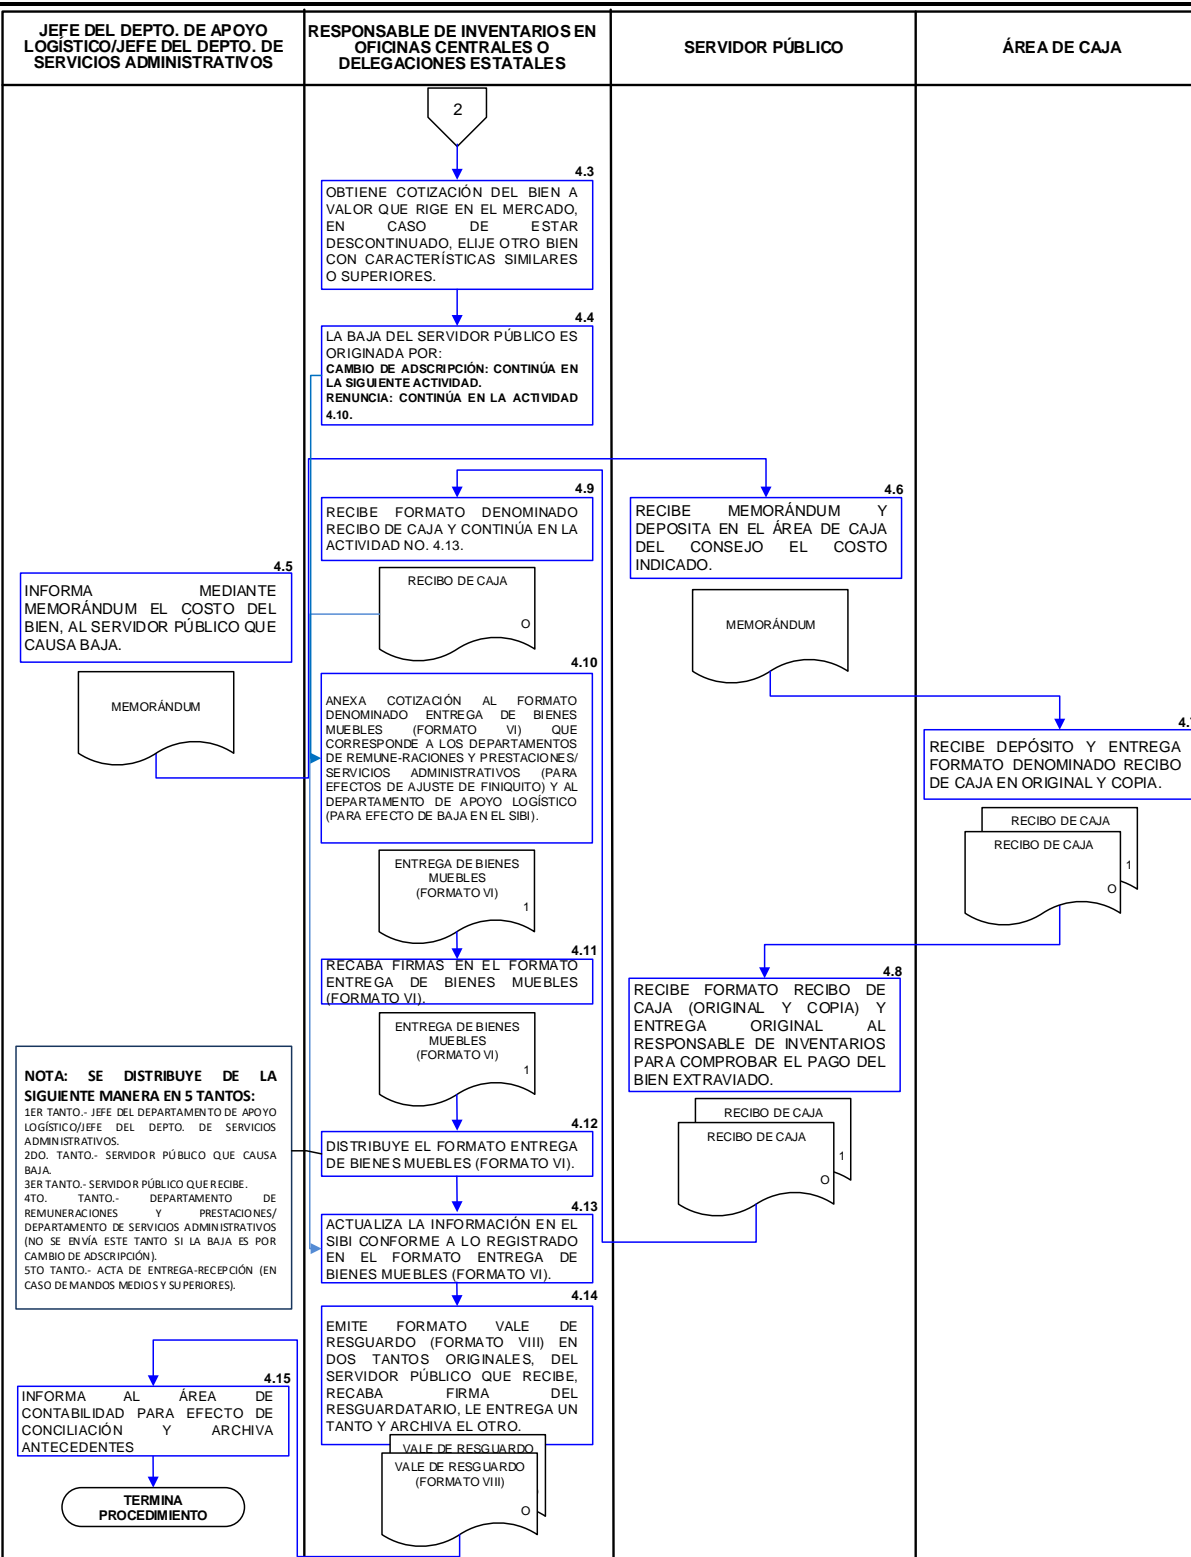 JEFE DEL DEPTO. DE APOYO
LOGÍSTICO/JEFE DEL DEPTO. DE
SERVICIOS ADMINISTRATIVOS
RESPONSABLE DE INVENTARIOS EN
OFICINAS CENTRALES O
DELEGACIONES ESTATALES
SERVIDOR PÚBLICO
ÁREA DE CAJA
2
4.3
OBTIENE COTIZACIÓN DEL BIEN A
VALOR QUE RIGE EN EL MERCADO,
EN CASO DE ESTAR
DESCONTINUADO, ELIJE OTRO BIEN
CON CARACTERÍSTICAS SIMILARES
O SUPERIORES.
4.4
LA BAJA DEL SERVIDOR PÚBLICO ES
ORIGINADA POR:
CAMBIO DE ADSCRIPCIÓN: CONTINÚA EN
LA SIGUIENTE ACTIVIDAD.
RENUNCIA: CONTINÚA EN LA ACTIVIDAD
4.10.
4.5
INFORMA MEDIANTE
MEMORÁNDUM EL COSTO DEL
BIEN, AL SERVIDOR PÚBLICO QUE
CAUSA BAJA.
MEMORÁNDUM
4.6
RECIBE MEMORÁNDUM Y
DEPOSITA EN EL ÁREA DE CAJA
DEL CONSEJO EL COSTO
INDICADO.
MEMORÁNDUM
4.7
RECIBE DEPÓSITO Y ENTREGA
FORMATO DENOMINADO RECIBO
DE CAJA EN ORIGINAL Y COPIA.
RECIBO DE CAJA
1
RECIBO DE CAJA
O
4.8
RECIBE FORMATO RECIBO DE
CAJA (ORIGINAL Y COPIA) Y
ENTREGA ORIGINAL AL
RESPONSABLE DE INVENTARIOS
PARA COMPROBAR EL PAGO DEL
BIEN EXTRAVIADO.
RECIBO DE CAJA
1
RECIBO DE CAJA
O
4.9
RECIBE FORMATO DENOMINADO
RECIBO DE CAJA Y CONTINÚA EN LA
ACTIVIDAD NO. 4.13.
RECIBO DE CAJA
O
4.10
ANEXA COTIZACIÓN AL FORMATO
DENOMINADO ENTREGA DE BIENES
MUEBLES (FORMATO VI) QUE
CORRESPONDE A LOS DEPARTAMENTOS
DE REMUNE-RACIONES Y PRESTACIONES/
SERVICIOS ADMINISTRATIVOS (PARA
EFECTOS DE AJUSTE DE FINIQUITO) Y AL
DEPARTAMENTO DE APOYO LOGÍSTICO
(PARA EFECTO DE BAJA EN EL SIBI).
ENTREGA DE BIENES
MUEBLES
(FORMATO VI)
1
4.11
RECABA FIRMAS EN EL FORMATO
ENTREGA DE BIENES MUEBLES
(FORMATO VI).
ENTREGA DE BIENES
MUEBLES
(FORMATO VI)
1
4.12
DISTRIBUYE EL FORMATO ENTREGA
DE BIENES MUEBLES (FORMATO VI).
NOTA: SE DISTRIBUYE DE LA
SIGUIENTE MANERA EN 5 TANTOS:
1ER TANTO.- JEFE DEL DEPARTAMENTO DE APOYO
LOGÍSTICO/JEFE DEL DEPTO. DE SERVICIOS
ADMINISTRATIVOS.
2DO. TANTO.- SERVIDOR PÚBLICO QUE CAUSA
BAJA.
3ER TANTO.- SERVIDOR PÚBLICO QUE RECIBE.
4TO. TANTO.- DEPARTAMENTO DE
REMUNERACIONES Y PRESTACIONES/
DEPARTAMENTO DE SERVICIOS ADMINISTRATIVOS
(NO SE ENVÍA ESTE TANTO SI LA BAJA ES POR
CAMBIO DE ADSCRIPCIÓN).
5TO TANTO.- ACTA DE ENTREGA-RECEPCIÓN (EN
CASO DE MANDOS MEDIOS Y SUPERIORES).
4.13
ACTUALIZA LA INFORMACIÓN EN EL
SIBI CONFORME A LO REGISTRADO
EN EL FORMATO ENTREGA DE
BIENES MUEBLES (FORMATO VI).
4.14
EMITE FORMATO VALE DE
RESGUARDO (FORMATO VIII) EN
DOS TANTOS ORIGINALES, DEL
SERVIDOR PÚBLICO QUE RECIBE,
RECABA FIRMA DEL
RESGUARDATARIO, LE ENTREGA UN
TANTO Y ARCHIVA EL OTRO.
VALE DE RESGUARDO
VALE DE RESGUARDO
(FORMATO VIII)
O
4.15
INFORMA AL ÁREA DE
CONTABILIDAD PARA EFECTO DE
CONCILIACIÓN Y ARCHIVA
ANTECEDENTES
TERMINA
PROCEDIMIENTO